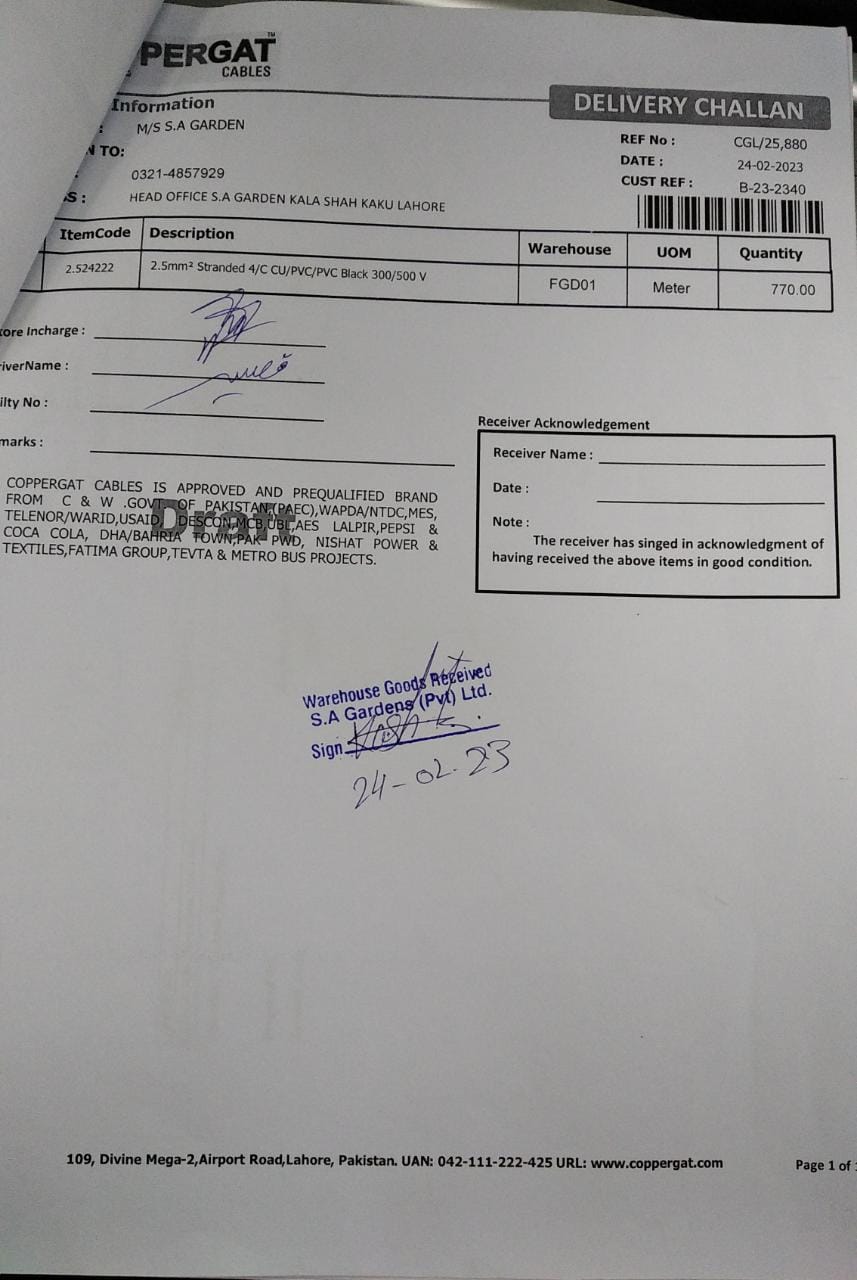 PPERGAT™
CABLES
DELIVERY CHALLAN
Information
: M/S S.A GARDEN
N TO:
: 0321-4857929
SS : HEAD OFFICE S.A GARDEN KALA SHAH KAKU LAHORE
REF No : CGL/25,880
DATE : 24-02-2023
CUST REF : B-23-2340
ItemCode Description Warehouse UOM Quantity
2.524222 2.5mm² Stranded 4/C CU/PVC/PVC Black 300/500 V FGD01 Meter 770.00
tore Incharge :
riverName :
ilty No :
marks :
COPPERGAT CABLES IS APPROVED AND PREQUALIFIED BRAND
FROM C & W .GOVT OF PAKISTAN,(PAEC),WAPDA/NTDC,MES,
TELENOR/WARID,USAID, DESCON,MCB,UBL,AES LALPIR,PEPSI &
COCA COLA, DHA/BAHRIA TOWN,PAK PWD, NISHAT POWER &
TEXTILES,FATIMA GROUP,TEVTA & METRO BUS PROJECTS.
Draft
Receiver Acknowledgement
Receiver Name :
Date :
Note :
The receiver has singed in acknowledgment of
having received the above items in good condition.
Warehouse Goods Received
S.A Gardens (Pvt) Ltd.
Sign
24-02-23
109, Divine Mega-2,Airport Road,Lahore, Pakistan. UAN: 042-111-222-425 URL: www.coppergat.com
Page 1 of